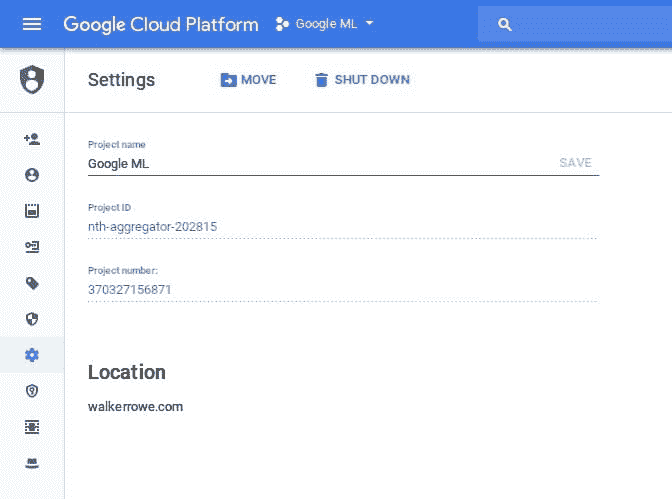 Google Cloud Platform Google ML
Settings MOVE SHUT DOWN
Project name
Google ML SAVE
Project ID
nth-aggregator-202815
Project number:
370327156871
Location
walkerrowe.com